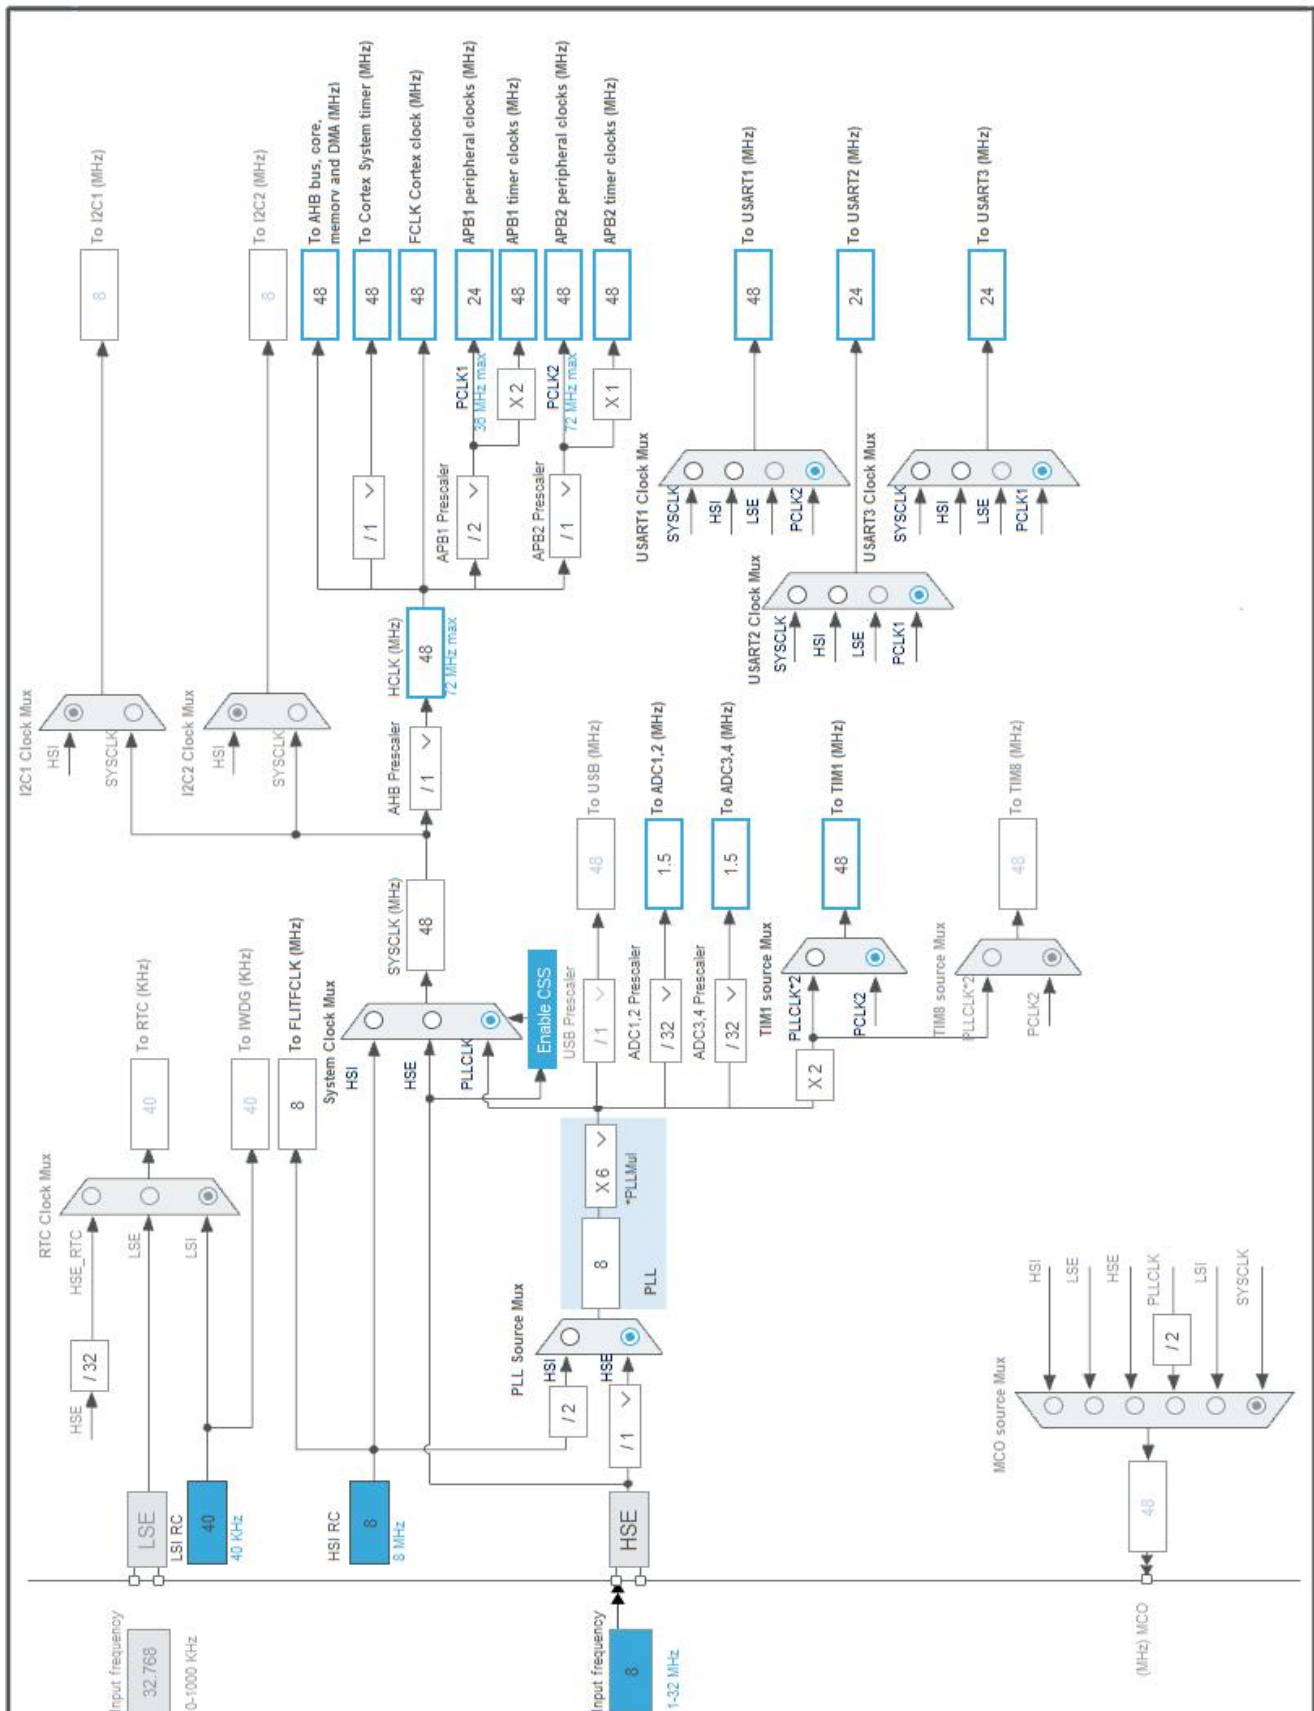 Input frequency
32.768
0-1000 KHz
LSE
LSI RC
40
40 KHz
HSE
/ 32
HSE_RTC
LSE
LSI
RTC Clock Mux
40
To RTC (KHz)
40
To IWDG (KHz)
8
To FLITFCLK (MHz)
HSI RC
8
8 MHz
Input frequency
8
1-32 MHz
HSE
/ 2
/ 1
PLL Source Mux
HSI
HSE
8
X 6
*PLLMul
PLL
System Clock Mux
HSI
HSE
PLLCLK
Enable CSS
SYSCLK (MHz)
48
AHB Prescaler
/ 1
HCLK (MHz)
48
72 MHz max
I2C1 Clock Mux
HSI
SYSCLK
8
To I2C1 (MHz)
I2C2 Clock Mux
HSI
SYSCLK
8
To I2C2 (MHz)
48
To AHB bus, core,
memory and DMA (MHz)
/ 1
48
To Cortex System timer (MHz)
48
FCLK Cortex clock (MHz)
APB1 Prescaler
/ 2
PCLK1
36 MHz max
24
APB1 peripheral clocks (MHz)
X 2
48
APB1 timer clocks (MHz)
APB2 Prescaler
/ 1
PCLK2
72 MHz max
48
APB2 peripheral clocks (MHz)
X 1
48
APB2 timer clocks (MHz)
USB Prescaler
/ 1
48
To USB (MHz)
ADC1,2 Prescaler
/ 32
1.5
To ADC1,2 (MHz)
ADC3,4 Prescaler
/ 32
1.5
To ADC3,4 (MHz)
X 2
TIM1 source Mux
PLLCLK*2
PCLK2
48
To TIM1 (MHz)
TIM8 source Mux
PLLCLK*2
PCLK2
48
To TIM8 (MHz)
USART1 Clock Mux
SYSCLK
HSI
LSE
PCLK2
48
To USART1 (MHz)
USART2 Clock Mux
SYSCLK
HSI
LSE
PCLK1
24
To USART2 (MHz)
USART3 Clock Mux
SYSCLK
HSI
LSE
PCLK1
24
To USART3 (MHz)
(MHz) MCO
48
MCO source Mux
HSI
LSE
HSE
/ 2
PLLCLK
LSI
SYSCLK